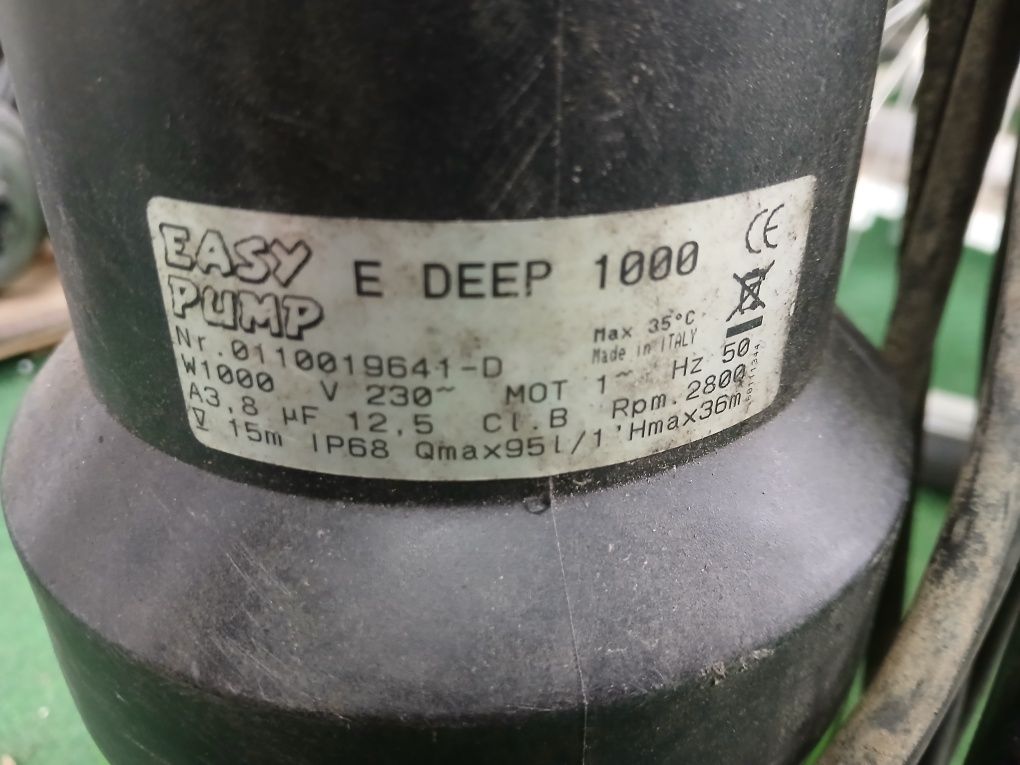 EASY PUMP
E DEEP 1000
CE
Max 35°C
Made in ITALY
Nr.0110019641-D
W1000 V 230~ MOT 1~ Hz 50
A3,8 µF 12,5 Cl.B Rpm.2800
15m IP68 Qmax95l/1'Hmax36m